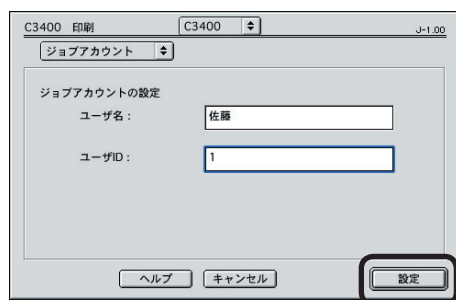 C3400 印刷 C3400 J-1.00
ジョブアカウント
ジョブアカウントの設定
ユーザ名： 佐藤
ユーザID： 1
ヘルプ キャンセル 設定